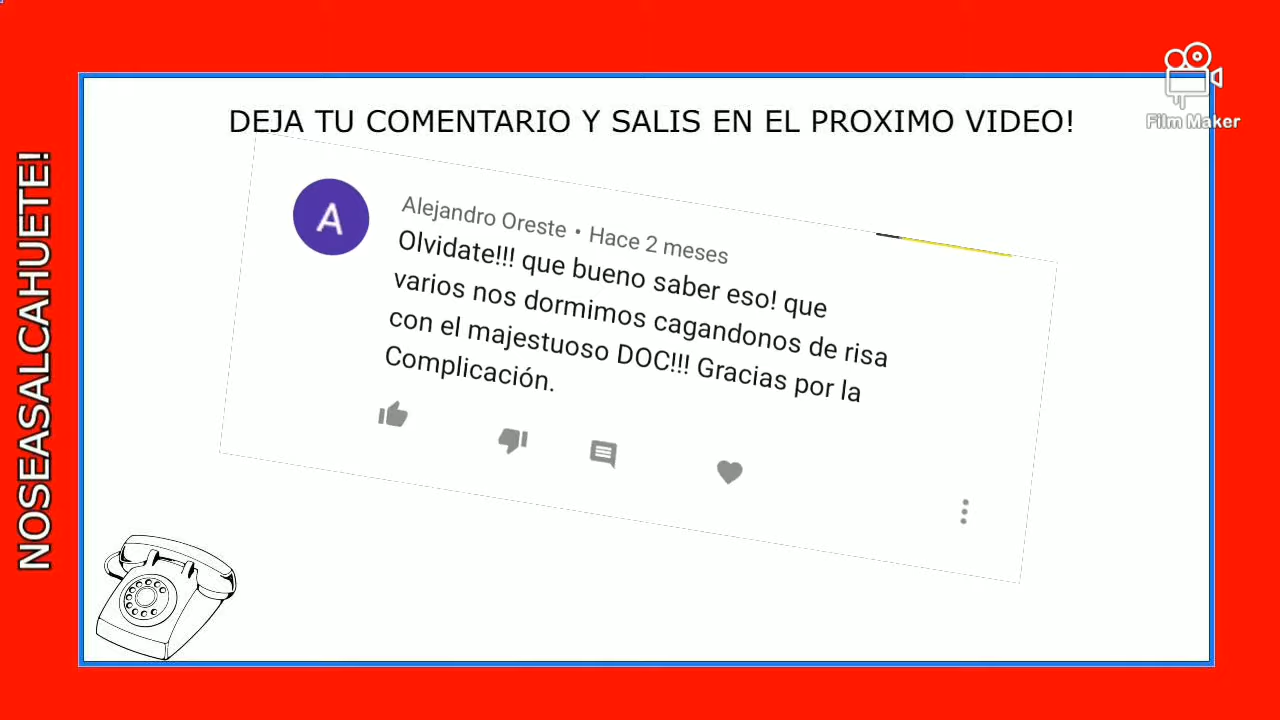 DEJA TU COMENTARIO Y SALIS EN EL PROXIMO VIDEO!
Film Maker
NOSEASALCAHUETE!
A
Alejandro Oreste • Hace 2 meses
Olvidate!!! que bueno saber eso! que
varios nos dormimos cagandonos de risa
con el majestuoso DOC!!! Gracias por la
Complicación.